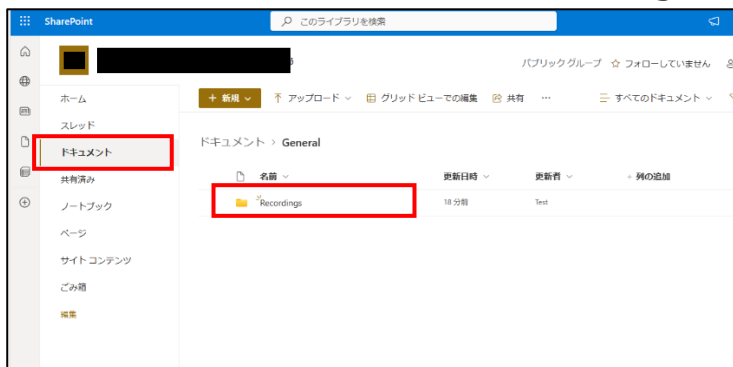 SharePoint
このライブラリを検索
パブリック グループ ☆ フォローしていません
ホーム
+ 新規
アップロード
グリッド ビューでの編集
共有
…
すべてのドキュメント
スレッド
ドキュメント
ドキュメント > General
共有済み
名前
更新日時
更新者
+ 列の追加
ノートブック
Recordings
18 分前
Test
ページ
サイト コンテンツ
ごみ箱
編集